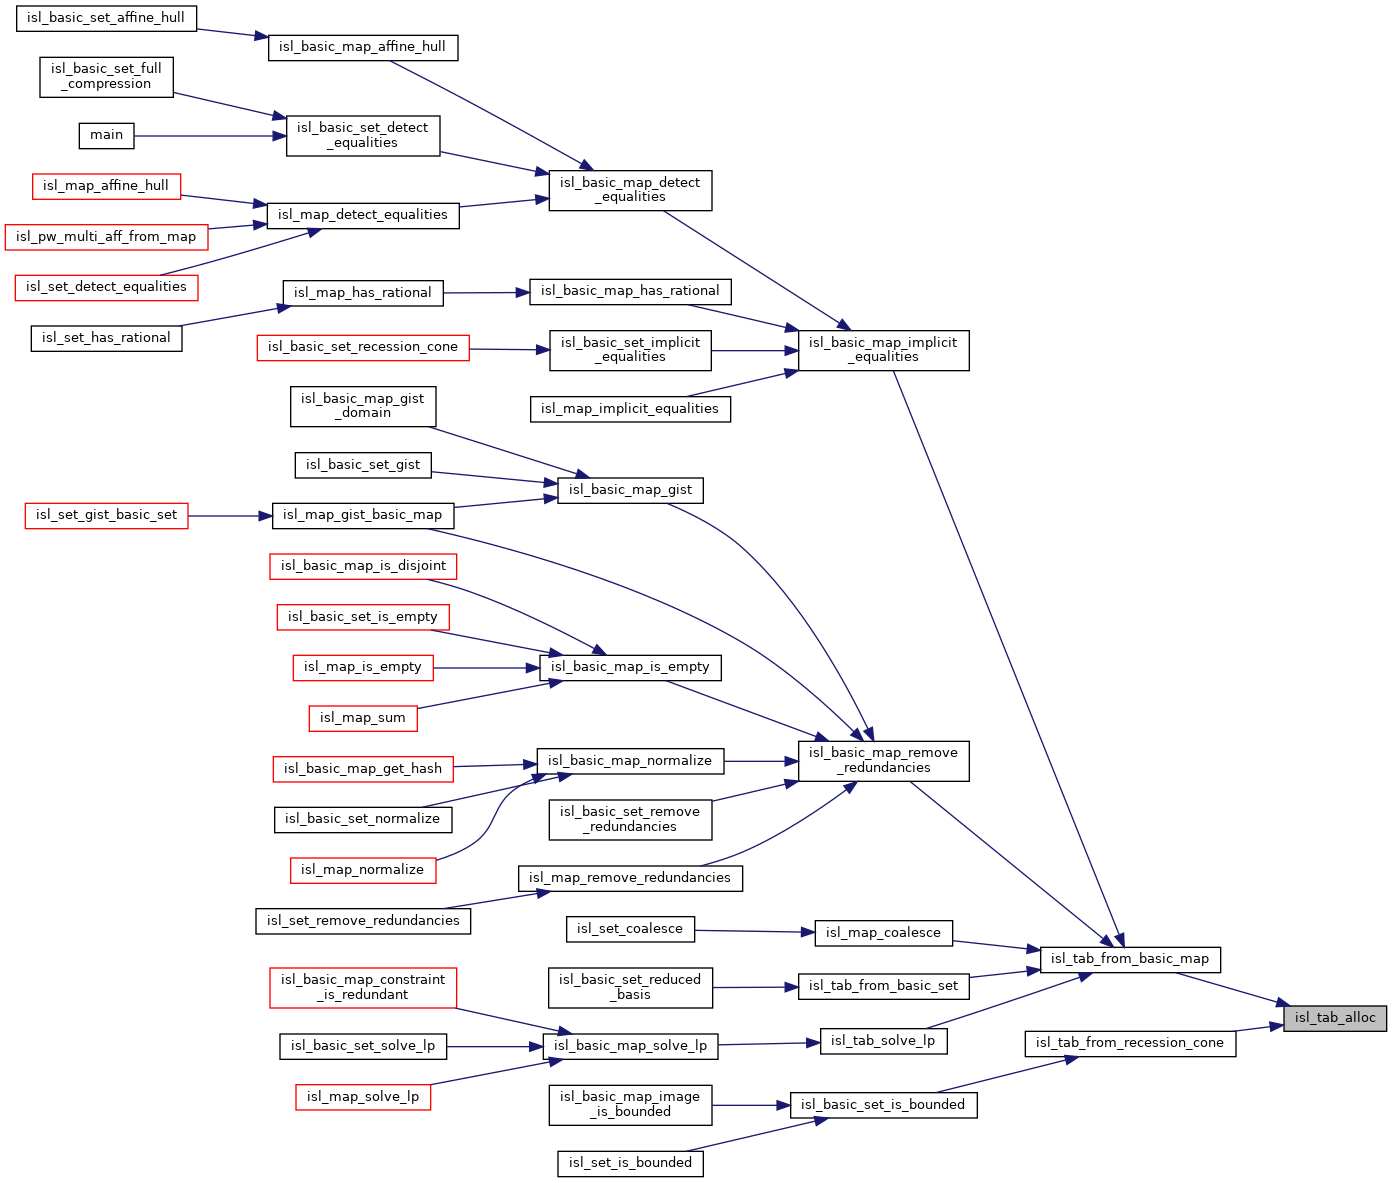 isl_basic_set_affine_hull
isl_basic_map_affine_hull
isl_basic_set_full
_compression
isl_basic_set_detect
_equalities
main
isl_map_affine_hull
isl_basic_map_detect
_equalities
isl_map_detect_equalities
isl_pw_multi_aff_from_map
isl_set_detect_equalities
isl_map_has_rational
isl_basic_map_has_rational
isl_set_has_rational
isl_basic_set_recession_cone
isl_basic_set_implicit
_equalities
isl_basic_map_implicit
_equalities
isl_map_implicit_equalities
isl_basic_map_gist
_domain
isl_basic_set_gist
isl_basic_map_gist
isl_set_gist_basic_set
isl_map_gist_basic_map
isl_basic_map_is_disjoint
isl_basic_set_is_empty
isl_map_is_empty
isl_basic_map_is_empty
isl_map_sum
isl_basic_map_get_hash
isl_basic_map_normalize
isl_basic_map_remove
_redundancies
isl_basic_set_normalize
isl_basic_set_remove
_redundancies
isl_map_normalize
isl_map_remove_redundancies
isl_set_remove_redundancies
isl_set_coalesce
isl_map_coalesce
isl_tab_from_basic_map
isl_basic_map_constraint
_is_redundant
isl_basic_set_reduced
_basis
isl_tab_from_basic_set
isl_tab_alloc
isl_basic_set_solve_lp
isl_basic_map_solve_lp
isl_tab_solve_lp
isl_tab_from_recession_cone
isl_map_solve_lp
isl_basic_map_image
_is_bounded
isl_basic_set_is_bounded
isl_set_is_bounded